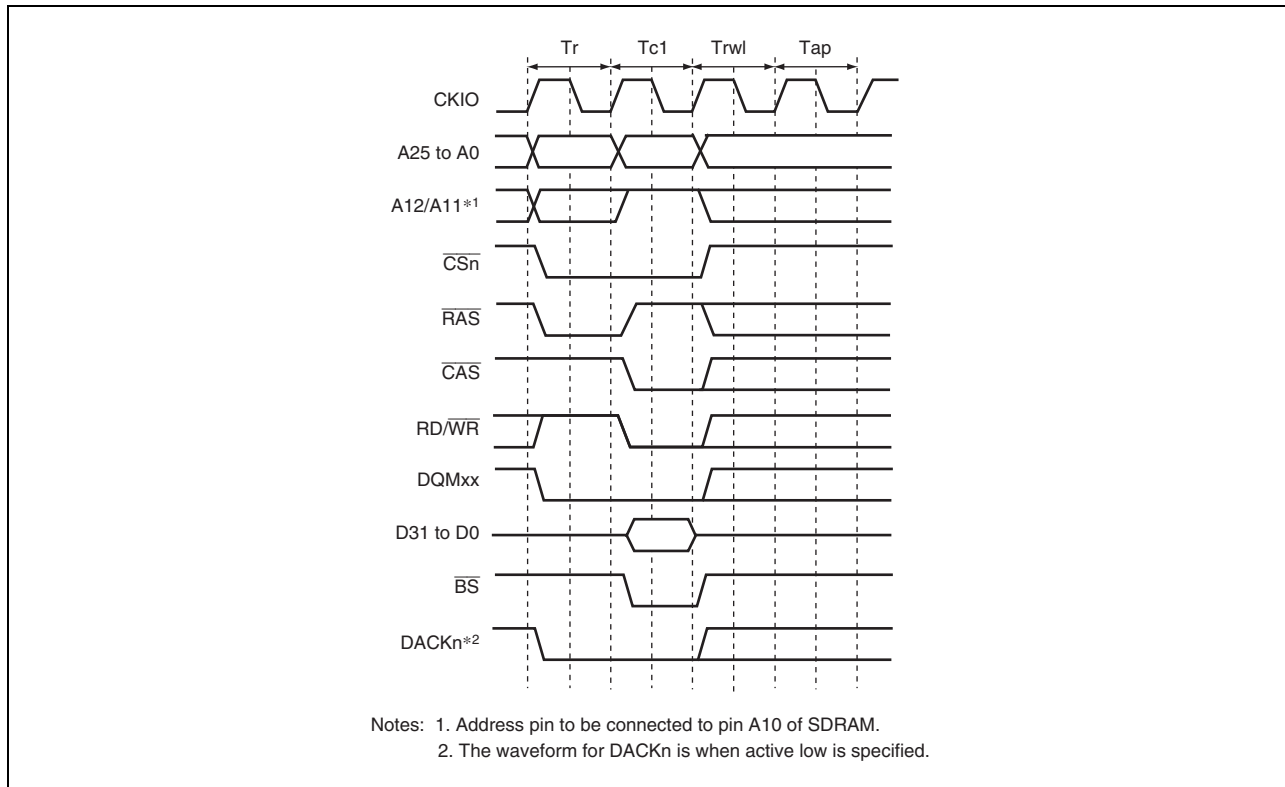 Tr Tc1 Trwl Tap
CKIO
A25 to A0
A12/A11*1
CSn
RAS
CAS
RD/WR
DQMxx
D31 to D0
BS
DACKn*2
Notes: 1. Address pin to be connected to pin A10 of SDRAM.
2. The waveform for DACKn is when active low is specified.